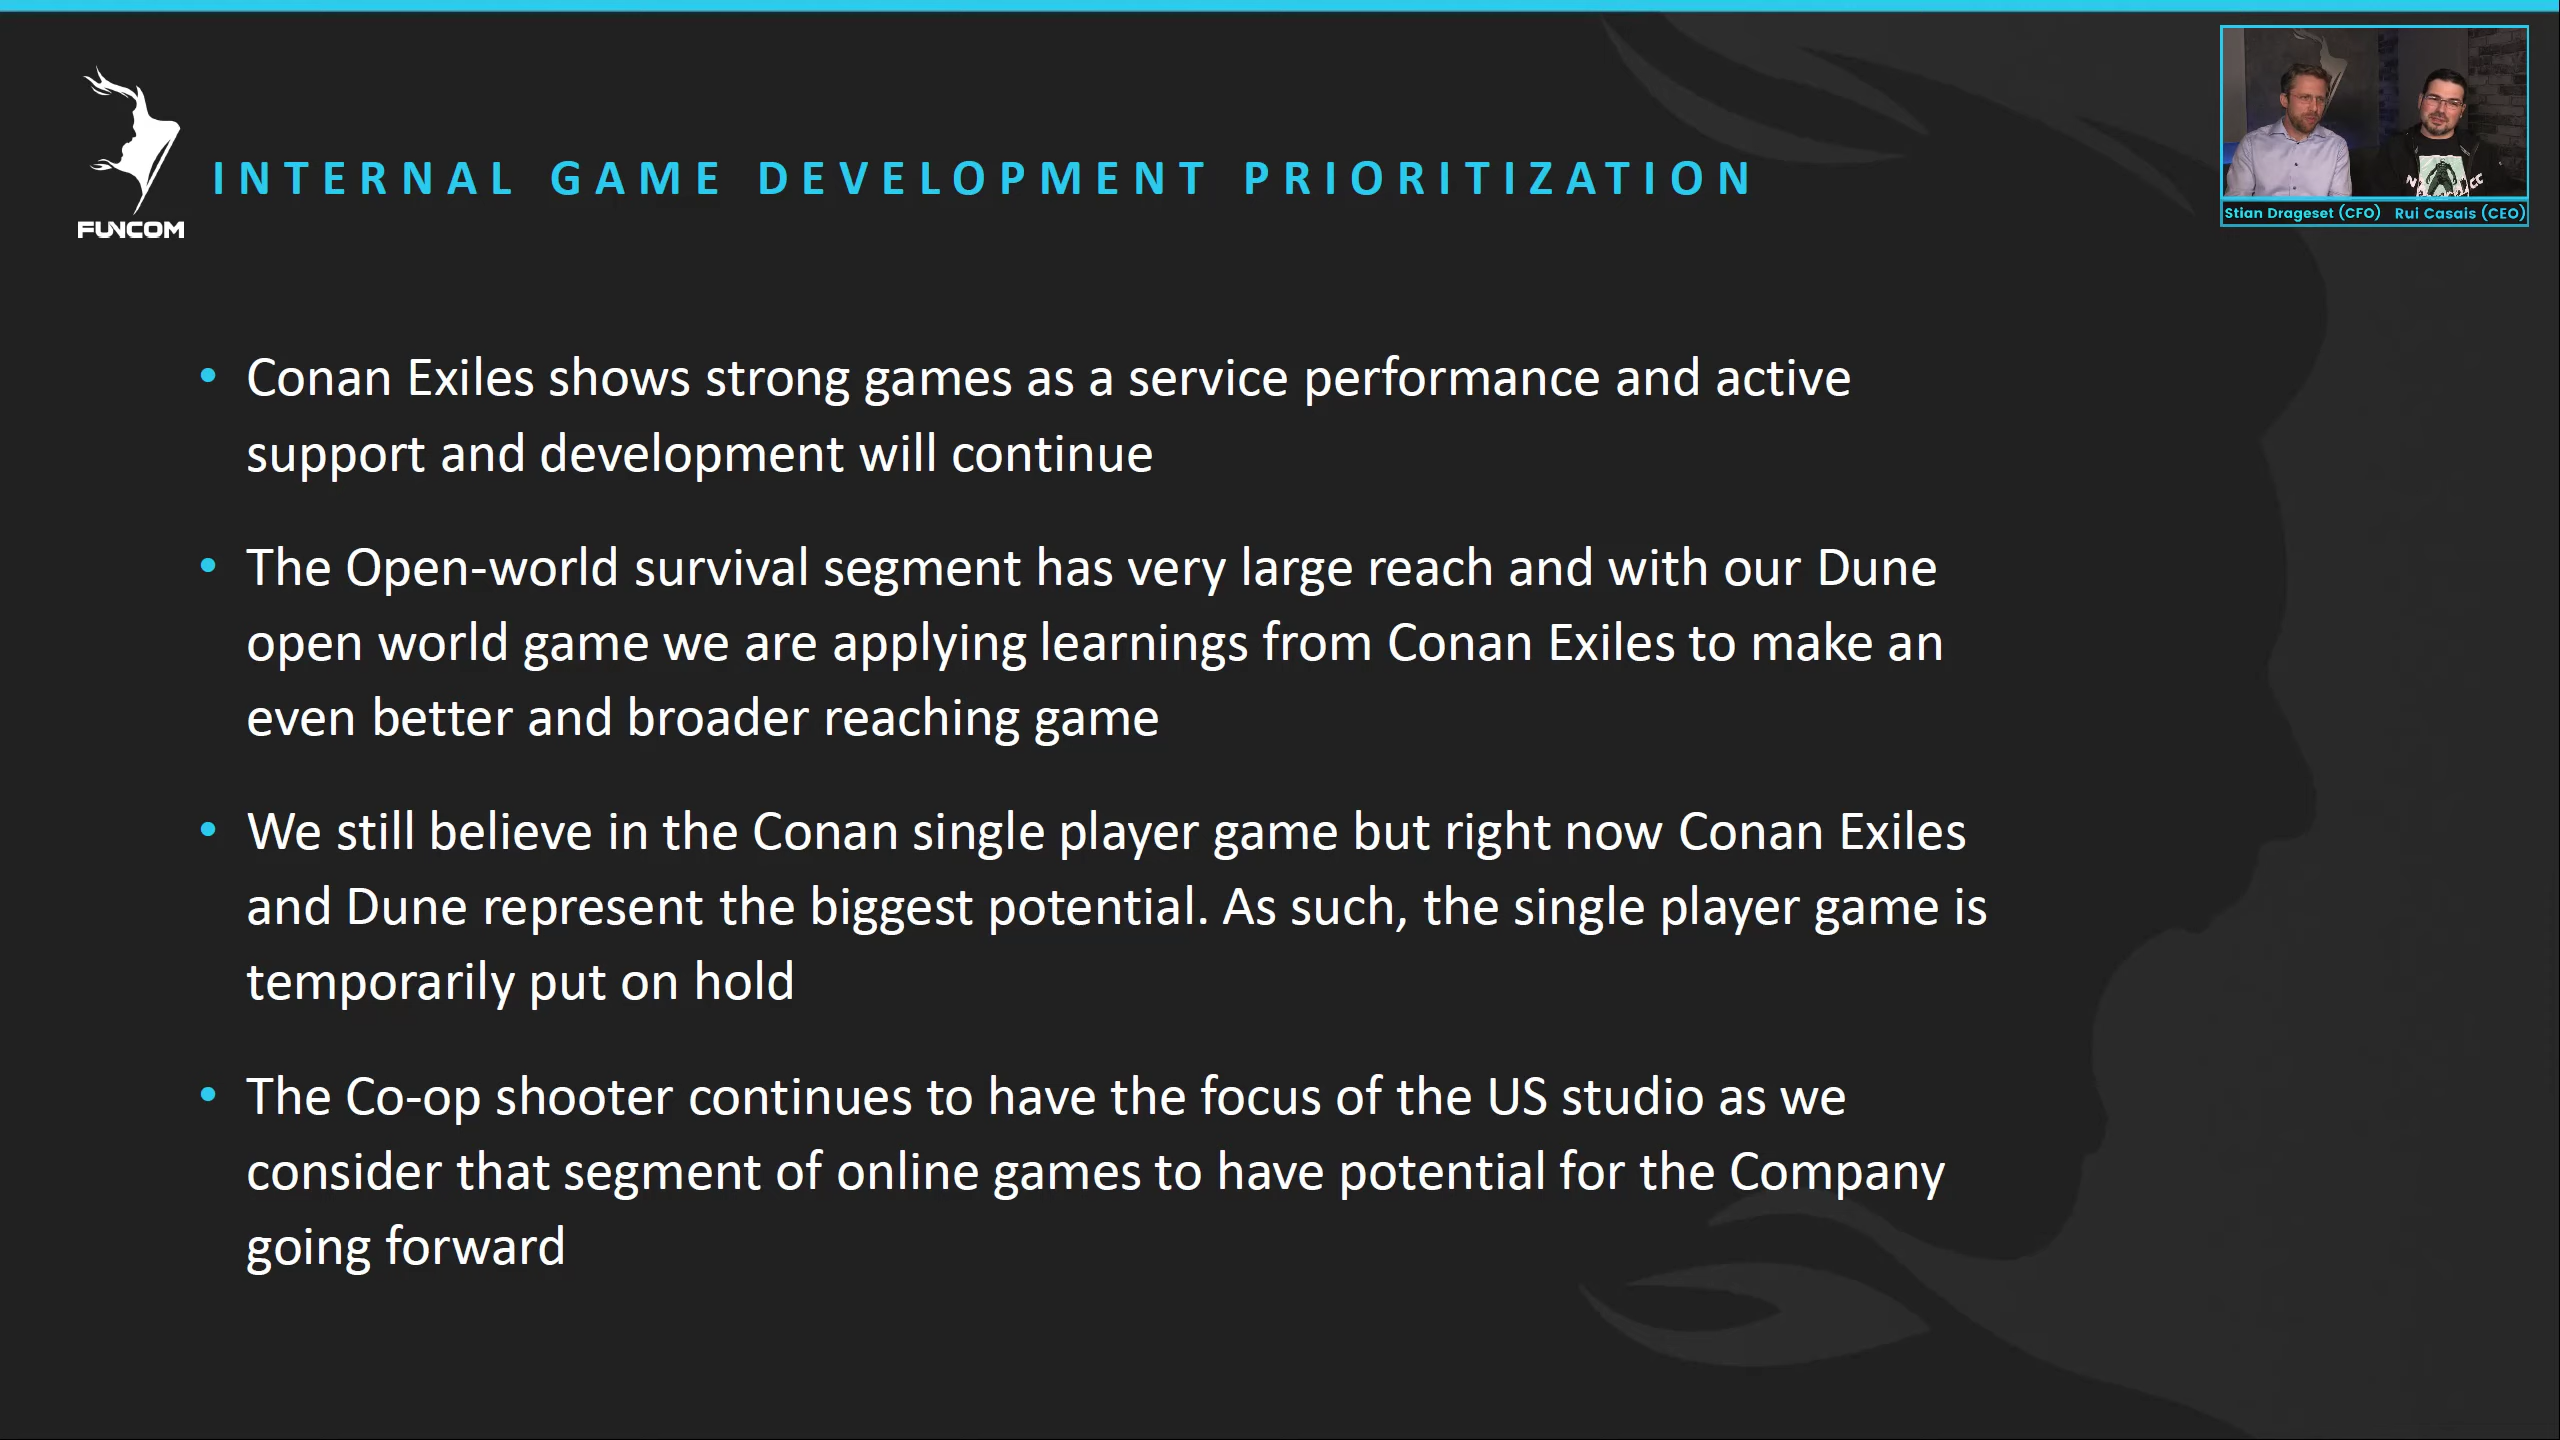 FUNCOM
INTERNAL GAME DEVELOPMENT PRIORITIZATION
Stian Drageset (CFO) Rui Casais (CEO)
• Conan Exiles shows strong games as a service performance and active
support and development will continue
• The Open-world survival segment has very large reach and with our Dune
open world game we are applying learnings from Conan Exiles to make an
even better and broader reaching game
• We still believe in the Conan single player game but right now Conan Exiles
and Dune represent the biggest potential. As such, the single player game is
temporarily put on hold
• The Co-op shooter continues to have the focus of the US studio as we
consider that segment of online games to have potential for the Company
going forward